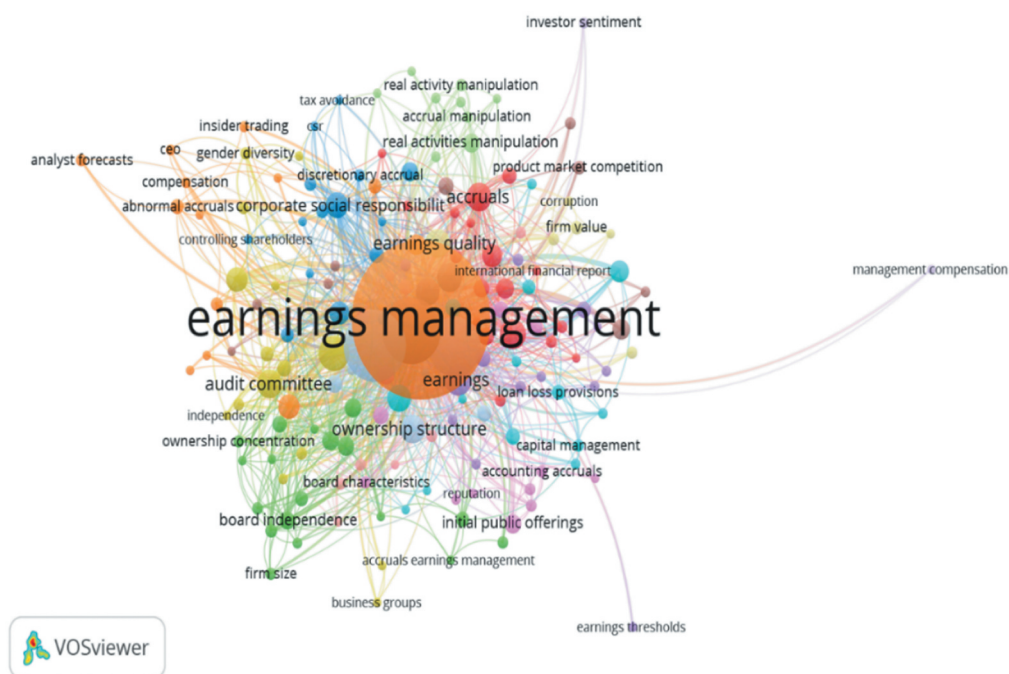 investor sentiment
real activity manipulation
tax avoidance
accrual manipulation
insider trading
csr
real activities manipulation
ceo
gender diversity
analyst forecasts
product market competition
discretionary accrual
compensation
accruals
corruption
abnormal accruals
corporate social responsibilit
firm value
controlling shareholders
earnings quality
international financial report
management compensation
earnings management
earnings
audit committee
loan loss provisions
independence
ownership structure
ownership concentration
capital management
accounting accruals
board characteristics
reputation
board independence
initial public offerings
accruals earnings management
firm size
business groups
earnings thresholds
VOSviewer